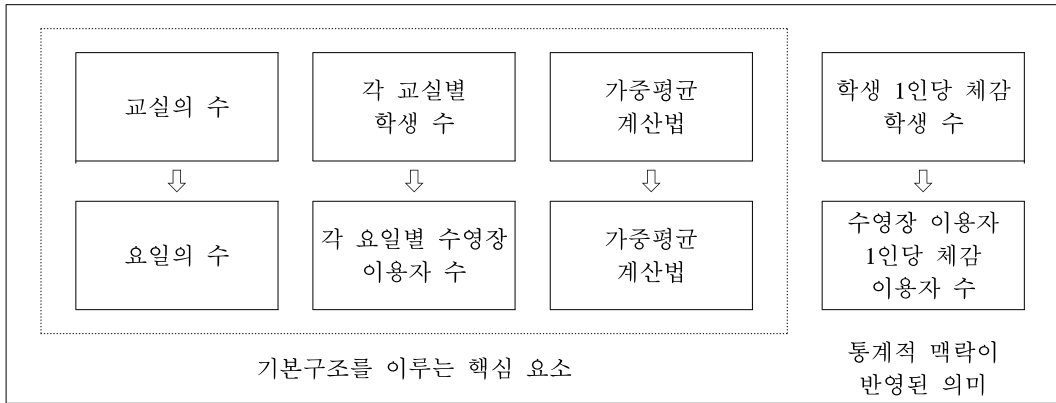 교실의 수
각 교실별
학생 수
가중평균
계산법
학생 1인당 체감
학생 수
요일의 수
각 요일별 수영장
이용자 수
가중평균
계산법
수영장 이용자
1인당 체감
이용자 수
기본구조를 이루는 핵심 요소
통계적 맥락이
반영된 의미